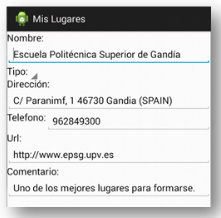 Mis Lugares
Nombre:
Escuela Politécnica Superior de Gandía
Tipo:
Dirección:
C/ Paranimf, 1 46730 Gandia (SPAIN)
Telefono: 962849300
Url:
http://www.epsg.upv.es
Comentario:
Uno de los mejores lugares para formarse.